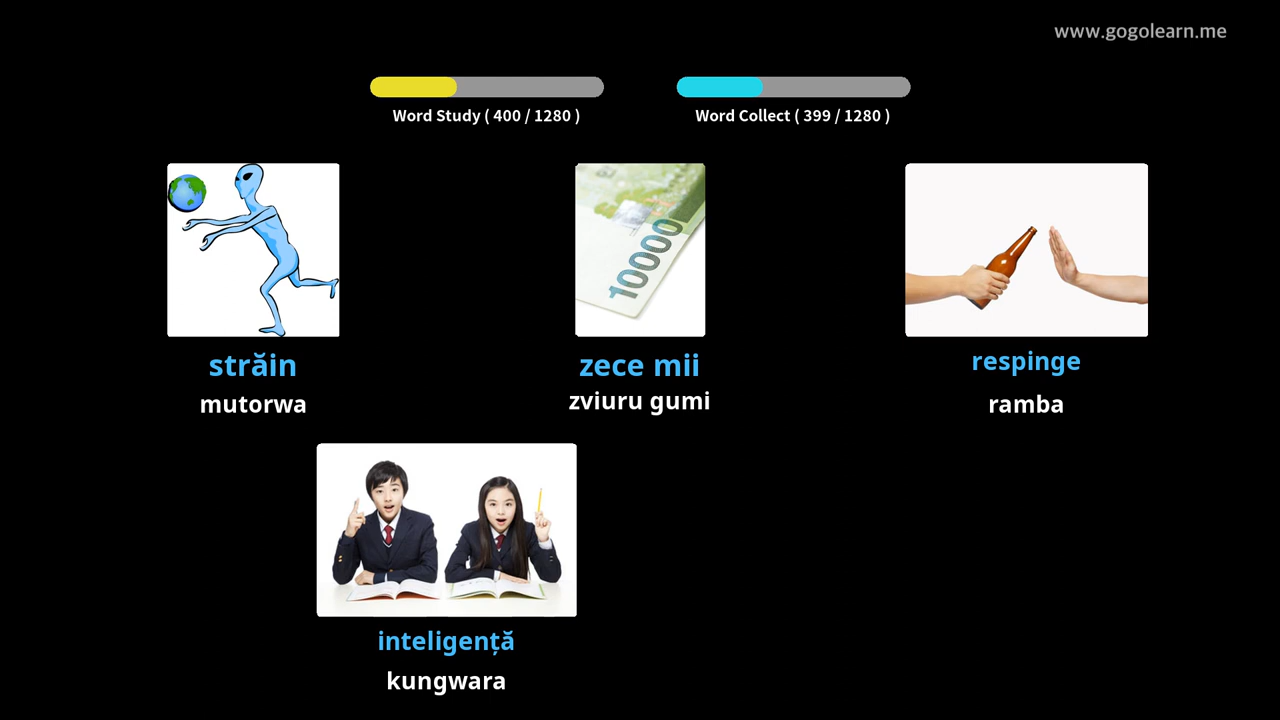 www.gogolearn.me
Word Study ( 400 / 1280 )
Word Collect ( 399 / 1280 )
10000
străin
mutorwa
zece mii
zviuru gumi
respinge
ramba
inteligență
kungwara